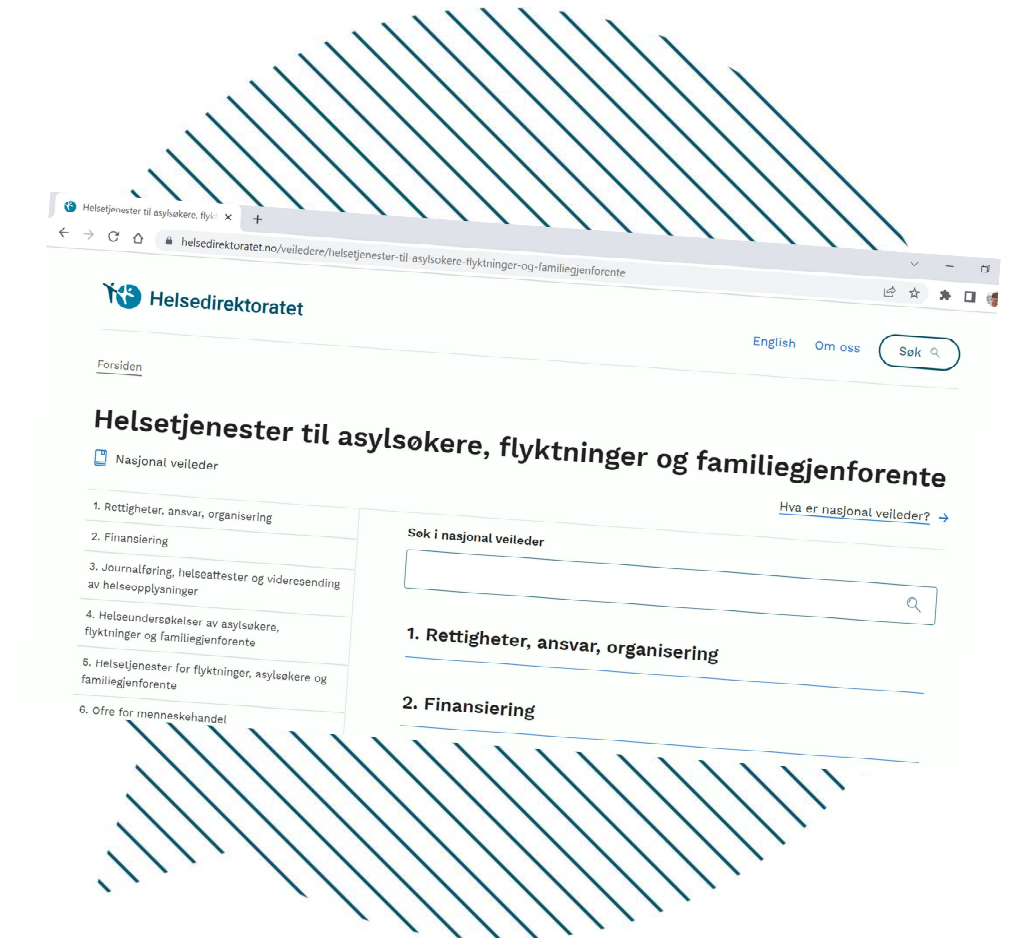 Helsetjenester til asylsøkere, flykt
helsedirektoratet.no/veiledere/helsetjenester-til-asylsokere-flyktninger-og-familiegjenforente
Helsedirektoratet
English Om oss Søk
Forsiden
Helsetjenester til asylsøkere, flyktninger og familiegjenforente
Nasjonal veileder
Hva er nasjonal veileder?
1. Rettigheter, ansvar, organisering
2. Finansiering
3. Journalføring, helseattester og videresending
av helseopplysninger
4. Helseundersøkelser av asylsøkere,
flyktninger og familiegjenforente
5. Helsetjenester for flyktninger, asylsøkere og
familiegjenforente
6. Ofre for menneskehandel
Søk i nasjonal veileder
1. Rettigheter, ansvar, organisering
2. Finansiering